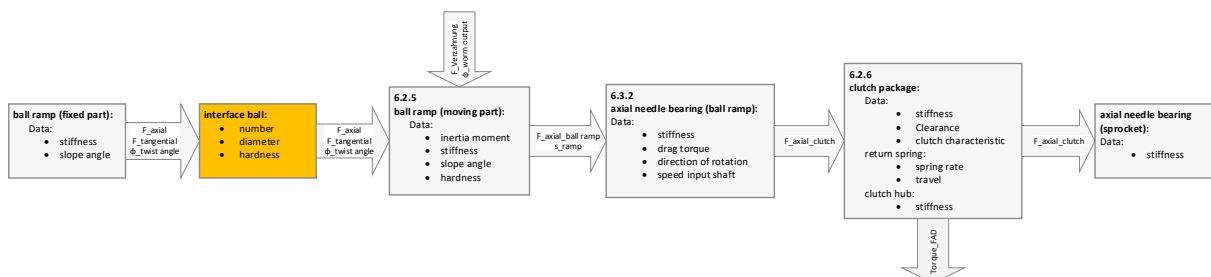 ball ramp (fixed part):
Data:
• stiffness
• slope angle
F_axial
F_tangential
ϕ_twist angle
interface ball:
• number
• diameter
• hardness
F_axial
F_tangential
ϕ_twist angle
F_Verzahnung
ϕ_worm output
6.2.5
ball ramp (moving part):
Data:
• inertia moment
• stiffness
• slope angle
• hardness
F_axial_ball ramp
s_ramp
6.3.2
axial needle bearing (ball ramp):
Data:
• stiffness
• drag torque
• direction of rotation
• speed input shaft
F_axial_clutch
6.2.6
clutch package:
Data:
• stiffness
• Clearance
• clutch characteristic
return spring:
• spring rate
• travel
clutch hub:
• stiffness
Torque_FAD
F_axial_clutch
axial needle bearing
(sprocket):
Data:
• stiffness